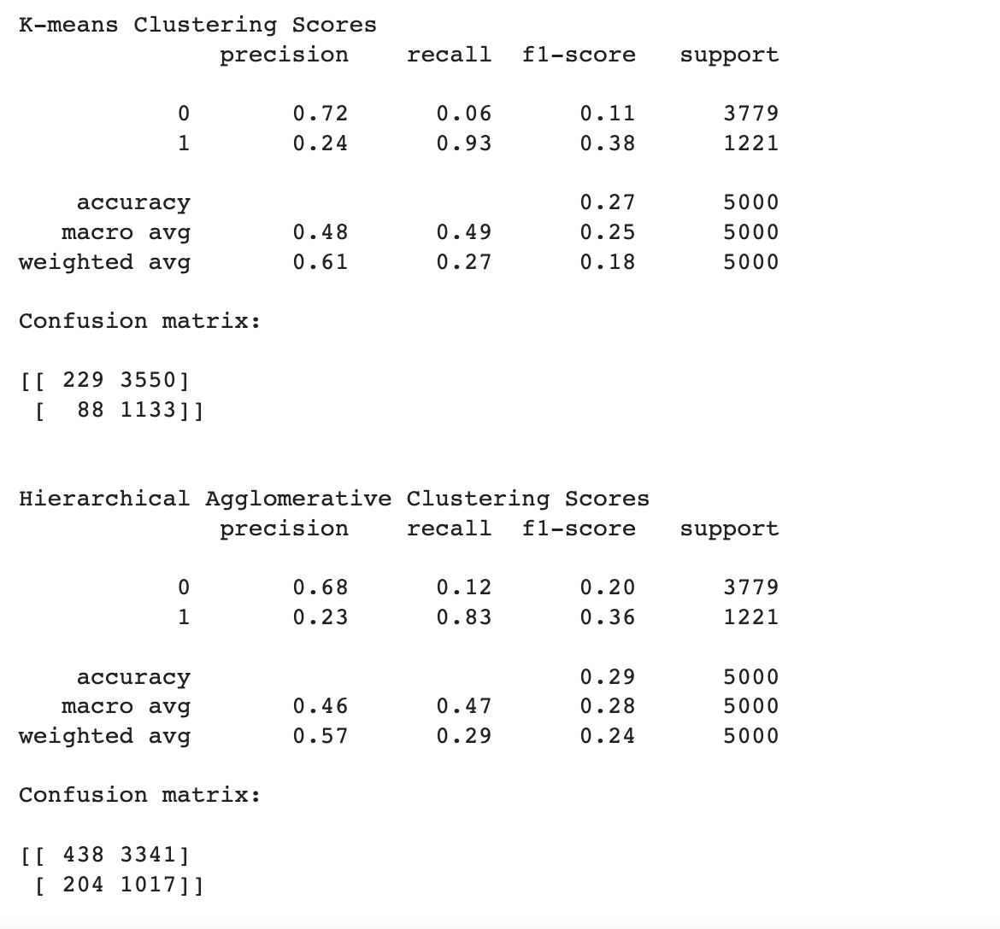 K-means Clustering Scores
precision recall f1-score support
0 0.72 0.06 0.11 3779
1 0.24 0.93 0.38 1221
accuracy 0.27 5000
macro avg 0.48 0.49 0.25 5000
weighted avg 0.61 0.27 0.18 5000
Confusion matrix:
[[ 229 3550]
[ 88 1133]]
Hierarchical Agglomerative Clustering Scores
precision recall f1-score support
0 0.68 0.12 0.20 3779
1 0.23 0.83 0.36 1221
accuracy 0.29 5000
macro avg 0.46 0.47 0.28 5000
weighted avg 0.57 0.29 0.24 5000
Confusion matrix:
[[ 438 3341]
[ 204 1017]]